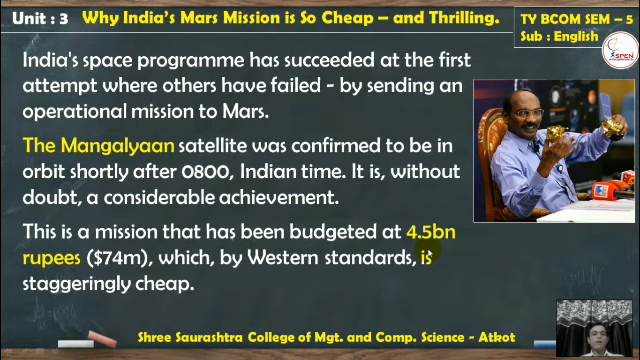 Unit : 3
Why India's Mars Mission is So Cheap – and Thrilling.
TY BCOM SEM – 5
Sub : English
SPEN
India's space programme has succeeded at the first
attempt where others have failed - by sending an
operational mission to Mars.
The Mangalyaan satellite was confirmed to be in
orbit shortly after 0800, Indian time. It is, without
doubt, a considerable achievement.
This is a mission that has been budgeted at 4.5bn
rupees ($74m), which, by Western standards, is
staggeringly cheap.
Shree Saurashtra College of Mgt. and Comp. Science - Atkot